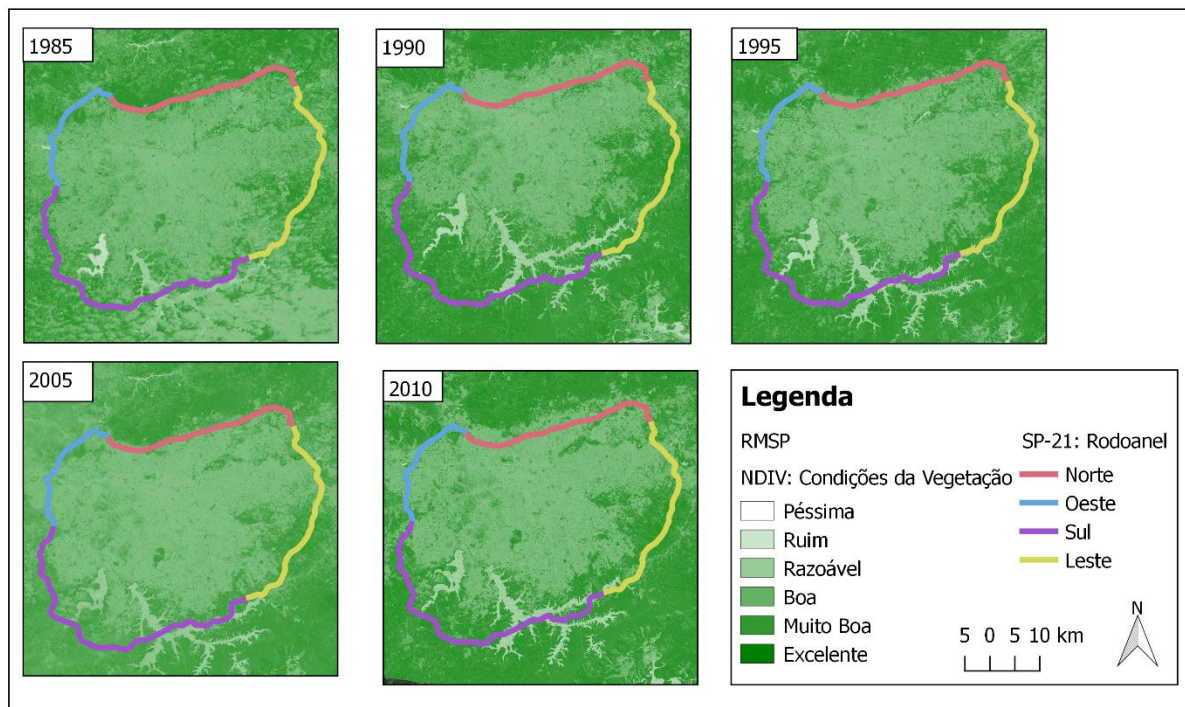 1985
1990
1995
2005
2010
Legenda
RMSP
NDIV: Condições da Vegetação
Péssima
Ruim
Razoável
Boa
Muito Boa
Excelente
SP-21: Rodoanel
Norte
Oeste
Sul
Leste
5 0 5 10 km
N